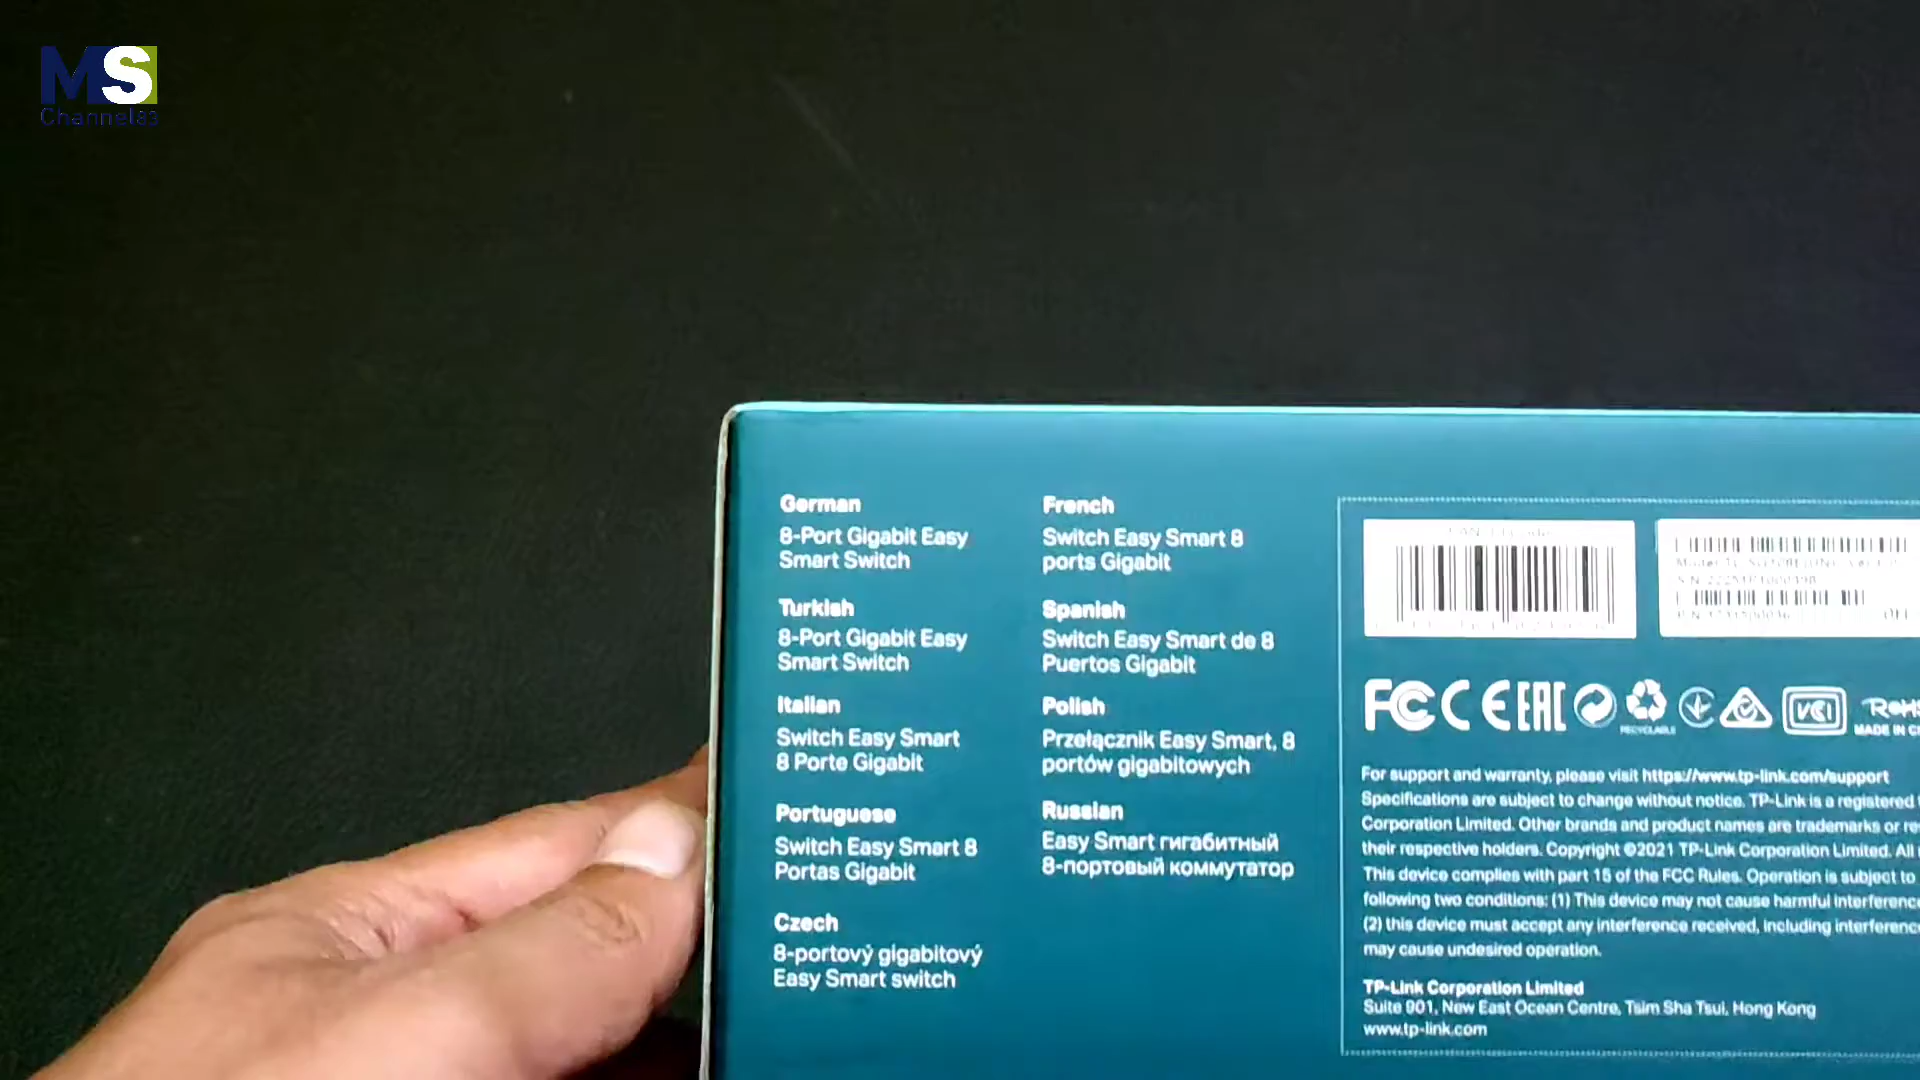 MS
Channel83
German
8-Port Gigabit Easy
Smart Switch
Turkish
8-Port Gigabit Easy
Smart Switch
Italian
Switch Easy Smart
8 Porte Gigabit
Portuguese
Switch Easy Smart 8
Portas Gigabit
Czech
8-portový gigabitový
Easy Smart switch
French
Switch Easy Smart 8
ports Gigabit
Spanish
Switch Easy Smart de 8
Puertos Gigabit
Polish
Przełącznik Easy Smart, 8
portów gigabitowych
Russian
Easy Smart гигабитный
8-портовый коммутатор
FC CE EAC
RECYCLABLE
VCI
RoHS
MADE IN
For support and warranty, please visit https://www.tp-link.com/support
Specifications are subject to change without notice. TP-Link is a registered
Corporation Limited. Other brands and product names are trademarks or
their respective holders. Copyright ©2021 TP-Link Corporation Limited. All
This device complies with part 15 of the FCC Rules. Operation is subject to
following two conditions: (1) This device may not cause harmful interference
(2) this device must accept any interference received, including interference
may cause undesired operation.
TP-Link Corporation Limited
Suite 901, New East Ocean Centre, Tsim Sha Tsui, Hong Kong
www.tp-link.com